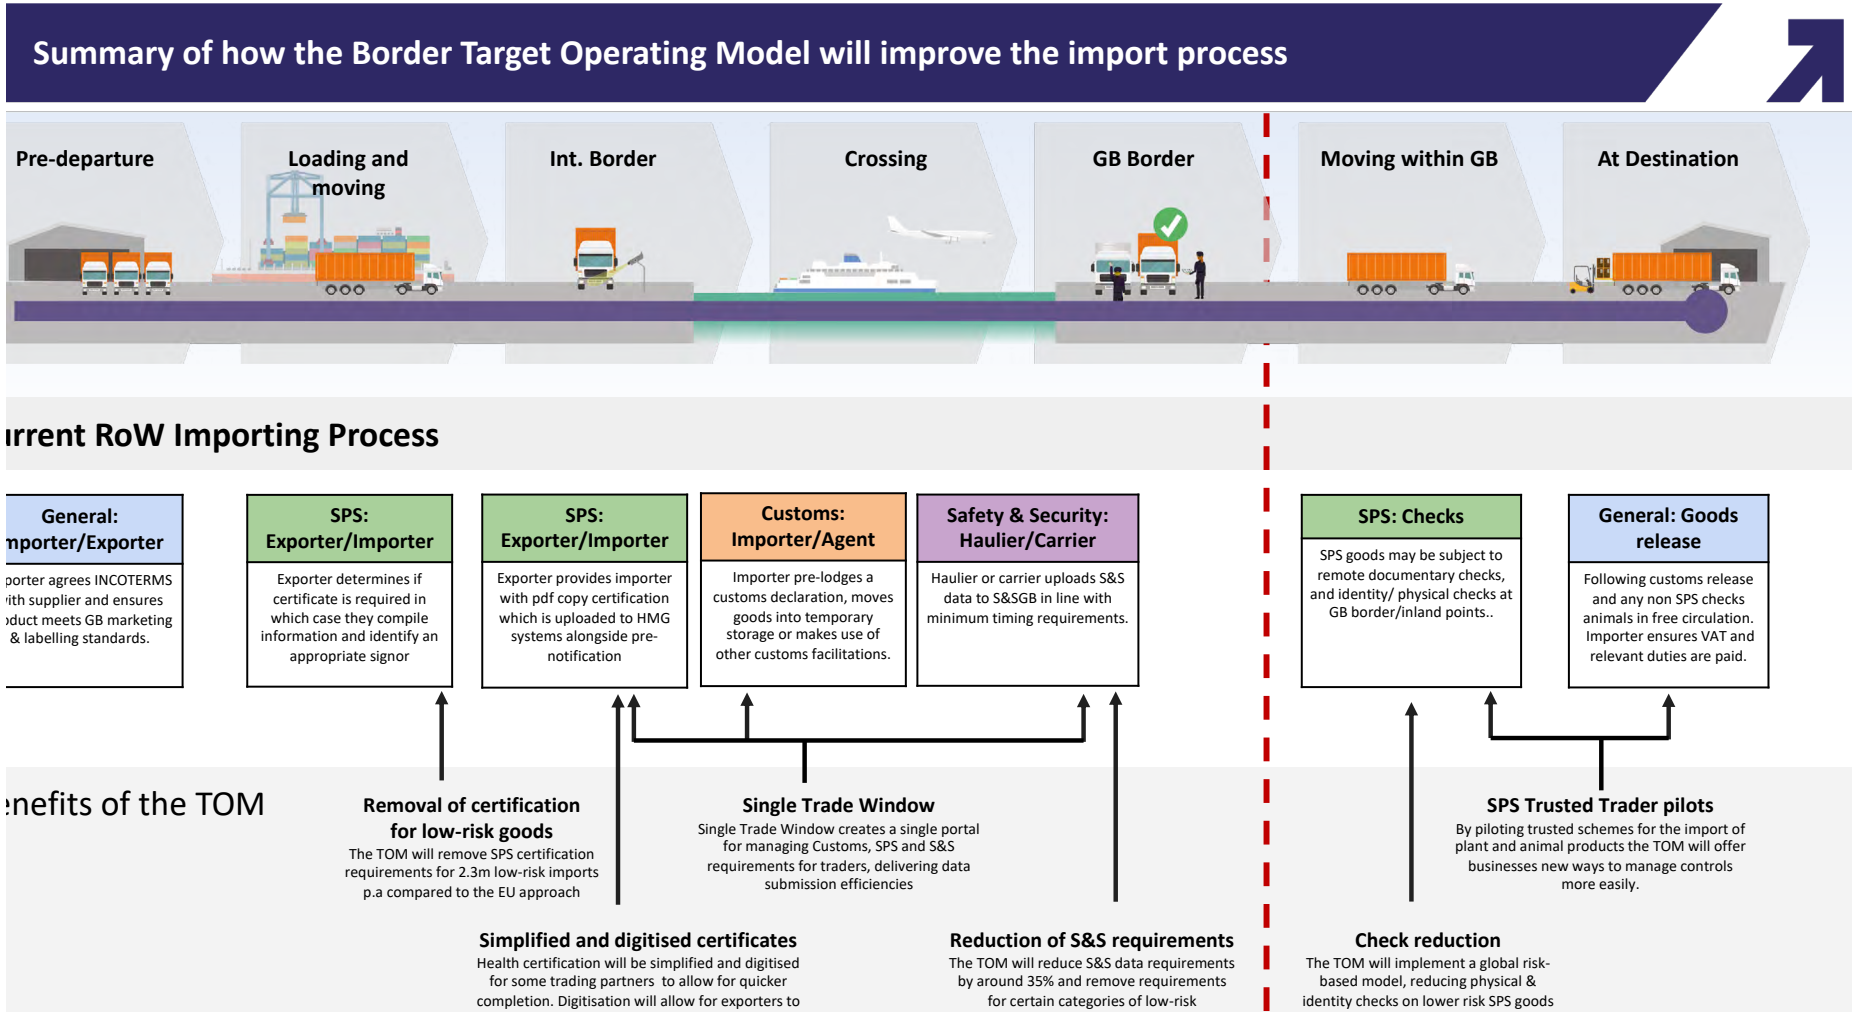 Summary of how the Border Target Operating Model will improve the import process
Pre-departure
Loading and
moving
Int. Border
Crossing
GB Border
Moving within GB
At Destination
RoW Importing Process
General:
Exporter
agrees INCOTERMS
supplier and ensures
meets GB marketing
& labelling standards.
SPS:
Exporter/Importer
Exporter determines if
certificate is required in
which case they compile
information and identify an
appropriate signor
SPS:
Exporter/Importer
Exporter provides importer
with pdf copy certification
which is uploaded to HMG
systems alongside pre-
notification
Customs:
Importer/Agent
Importer pre-lodges a
customs declaration, moves
goods into temporary
storage or makes use of
other customs facilitations.
Safety & Security:
Haulier/Carrier
Haulier or carrier uploads S&S
data to S&SGB in line with
minimum timing requirements.
SPS: Checks
SPS goods may be subject to
remote documentary checks,
and identity/ physical checks at
GB border/inland points..
General: Goods
release
Following customs release
and any non SPS checks
animals in free circulation.
Importer ensures VAT and
relevant duties are paid.
of the TOM
Removal of certification
for low-risk goods
The TOM will remove SPS certification
requirements for 2.3m low-risk imports
p.a compared to the EU approach
Single Trade Window
Single Trade Window creates a single portal
for managing Customs, SPS and S&S
requirements for traders, delivering data
submission efficiencies
SPS Trusted Trader pilots
By piloting trusted schemes for the import of
plant and animal products the TOM will offer
businesses new ways to manage controls
more easily.
Simplified and digitised certificates
Health certification will be simplified and digitised
for some trading partners to allow for quicker
completion. Digitisation will allow for exporters to
Reduction of S&S requirements
The TOM will reduce S&S data requirements
by around 35% and remove requirements
for certain categories of low-risk
Check reduction
The TOM will implement a global risk-
based model, reducing physical &
identity checks on lower risk SPS goods